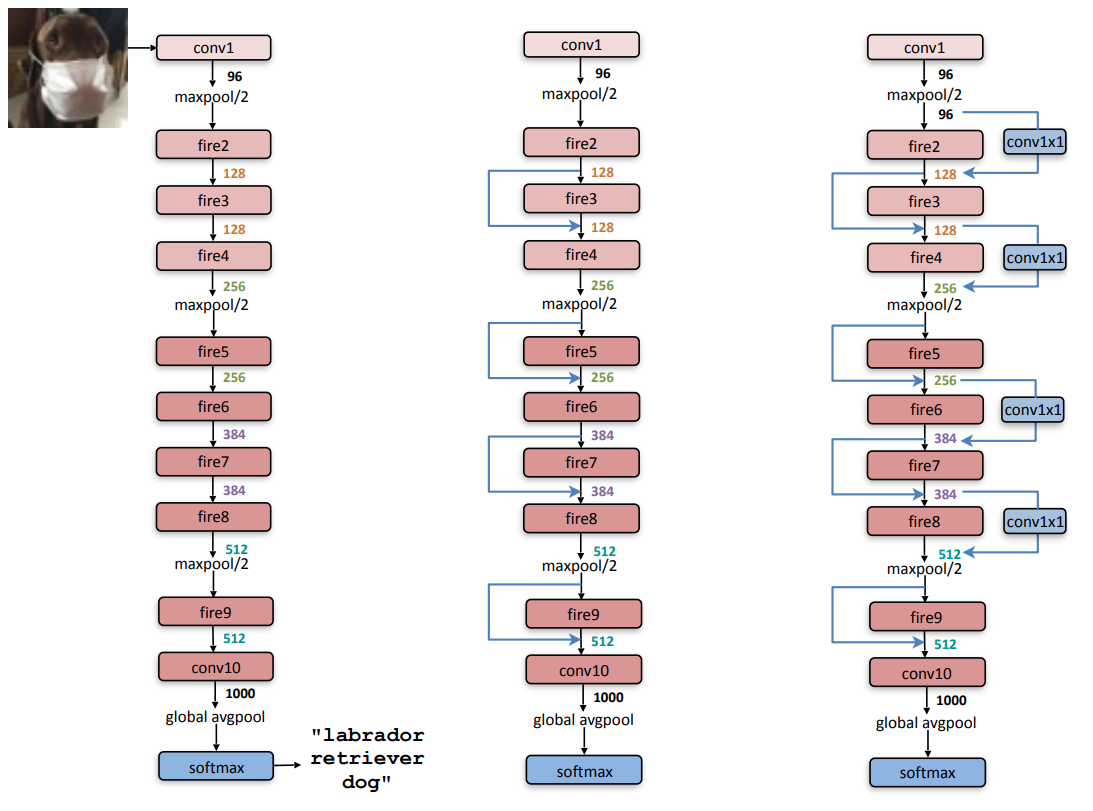 conv1
96
maxpool/2
fire2
128
fire3
128
fire4
256
maxpool/2
fire5
256
fire6
384
fire7
384
fire8
512
maxpool/2
fire9
512
conv10
1000
global avgpool
softmax
"labrador
retriever
dog"
conv1
96
maxpool/2
fire2
128
fire3
128
fire4
256
maxpool/2
fire5
256
fire6
384
fire7
384
fire8
512
maxpool/2
fire9
512
conv10
1000
global avgpool
softmax
conv1
96
maxpool/2
96
conv1x1
fire2
128
fire3
128
fire4
conv1x1
256
maxpool/2
fire5
256
fire6
conv1x1
384
fire7
384
fire8
conv1x1
512
maxpool/2
fire9
512
conv10
1000
global avgpool
softmax